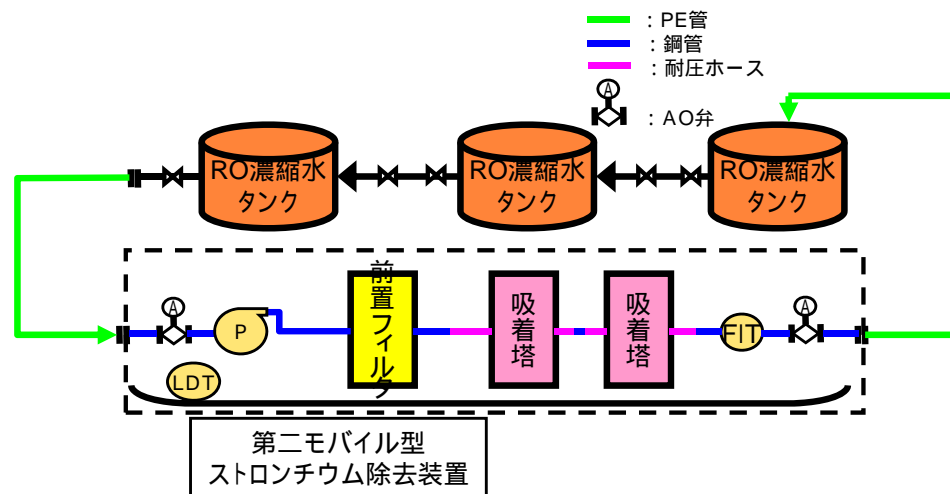 ：PE管
：鋼管
：耐圧ホース
A
：AO弁
RO濃縮水
タンク
RO濃縮水
タンク
RO濃縮水
タンク
A
P
前置フィルタ
吸着塔
吸着塔
FIT
A
LDT
第二モバイル型
ストロンチウム除去装置